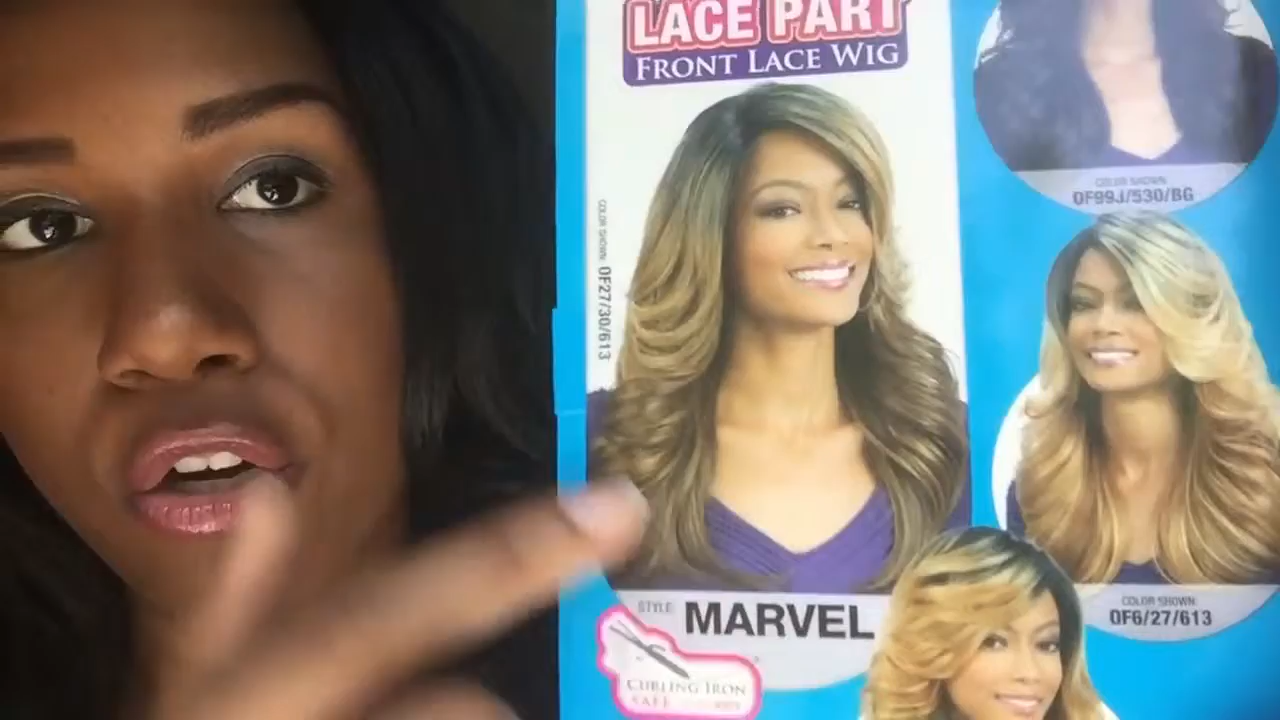 LACE PART
FRONT LACE WIG
COLOR SHOWN: OF27/30/613
COLOR SHOWN:
OF99J/530/BG
COLOR SHOWN:
OF6/27/613
STYLE: MARVEL
CURLING IRON
SAFE